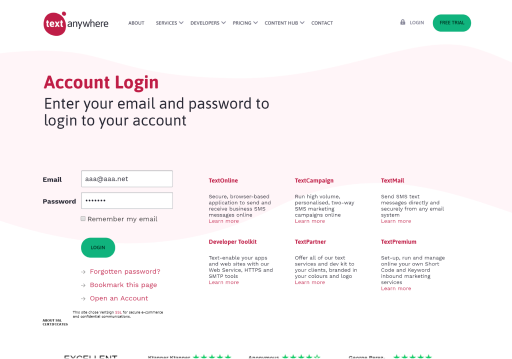 text anywhere
ABOUT SERVICES DEVELOPERS PRICING CONTENT HUB CONTACT LOGIN FREE TRIAL
Account Login
Enter your email and password to
login to your account
Email aaa@aaa.net
Password •••••••
Remember my email
LOGIN
Forgotten password?
Bookmark this page
Open an Account
TextOnline
Secure, browser-based
application to send and
receive business SMS
messages online
Learn more
TextCampaign
Run high volume,
personalised, two-way
SMS marketing
campaigns online
Learn more
TextMail
Send SMS text
messages directly and
securely from any email
system
Learn more
Developer Toolkit
Text-enable your apps
and web sites with our
Web Service, HTTPS and
SMTP tools
Learn more
TextPartner
Offer all of our text
services and dev kit to
your clients, branded in
your colours and logo
Learn more
TextPremium
Set-up, run and manage
online your own Short
Code and Keyword
inbound marketing
services
Learn more
This site chose VeriSign SSL for secure e-commerce
and confidential communications.
ABOUT SSL
CERTIFICATES
EXCELLENT
Anonymous